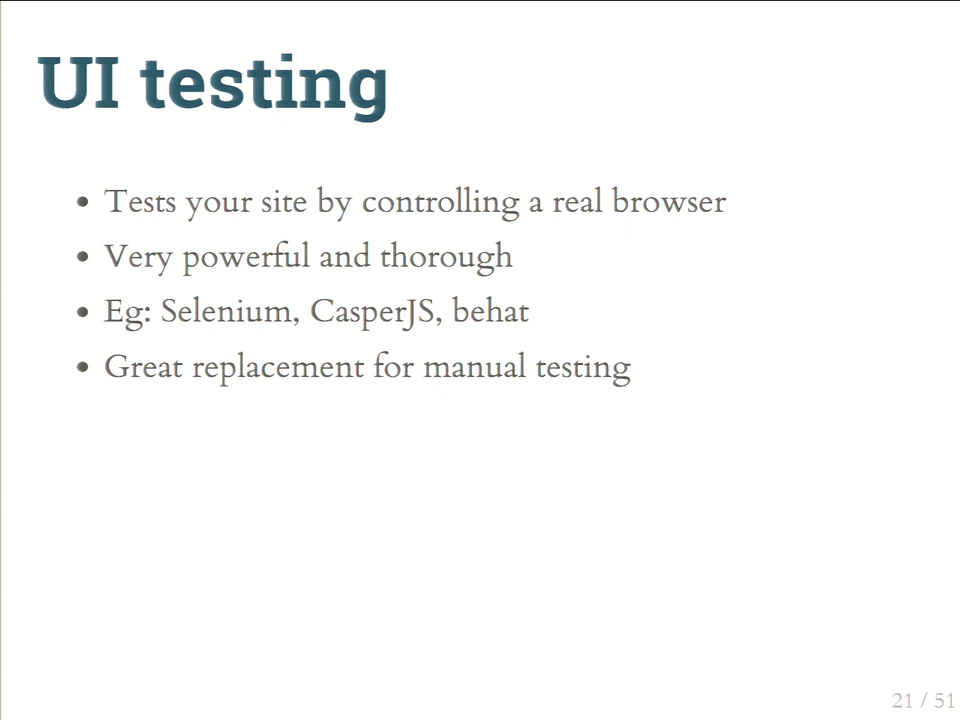 UI testing
Tests your site by controlling a real browser
Very powerful and thorough
Eg: Selenium, CasperJS, behat
Great replacement for manual testing
21 / 51